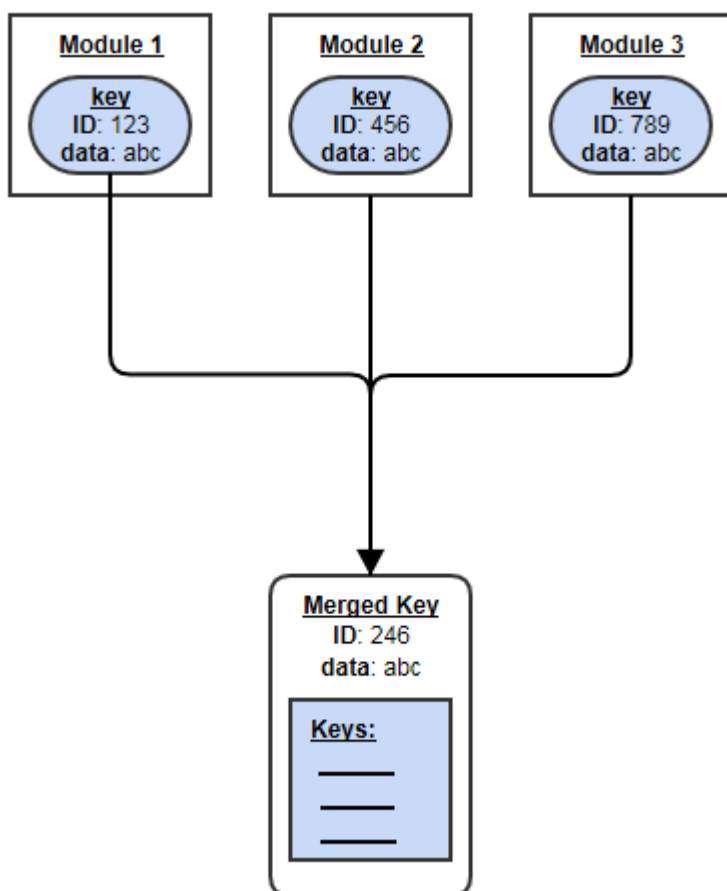 Module 1
key
ID: 123
data: abc
Module 2
key
ID: 456
data: abc
Module 3
key
ID: 789
data: abc
Merged Key
ID: 246
data: abc
Keys: